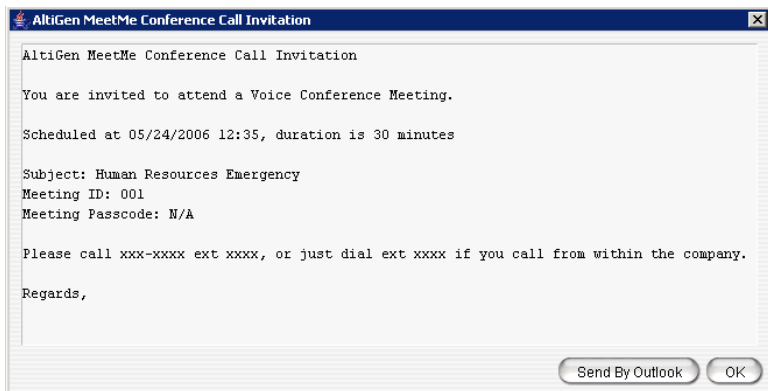 AltiGen MeetMe Conference Call Invitation
AltiGen MeetMe Conference Call Invitation
You are invited to attend a Voice Conference Meeting.
Scheduled at 05/24/2006 12:35, duration is 30 minutes
Subject: Human Resources Emergency
Meeting ID: 001
Meeting Passcode: N/A
Please call xxx-xxxx ext xxxx, or just dial ext xxxx if you call from within the company.
Regards,
Send By Outlook OK